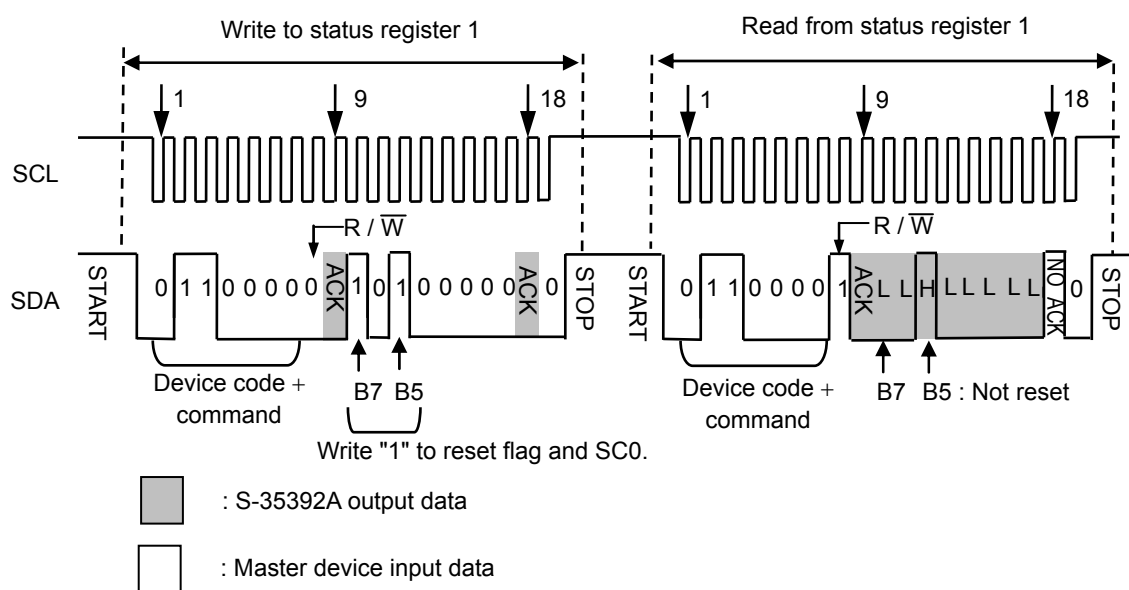 Write to status register 1 Read from status register 1
1 9 18 1 9 18
SCL
R / W̅ R / W̅
SDA START 0 1 1 0 0 0 0 0 ACK 1 0 1 0 0 0 0 0 ACK 0 STOP START 0 1 1 0 0 0 0 1 ACK L L H L L L L L NO ACK 0 STOP
Device code + command B7 B5 Device code + command B7 B5 : Not reset
Write "1" to reset flag and SC0.
: S-35392A output data
: Master device input data